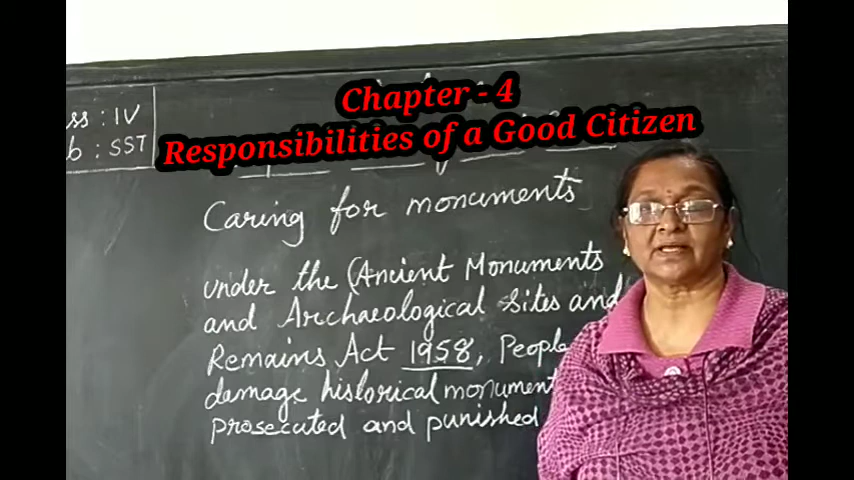 Chapter - 4
ss : IV
Responsibilities of a Good Citizen
b : SST
Caring for monuments
under the (Ancient Monuments
and Archaeological Sites and
Remains Act 1958, People
damage historical monument
prosecuted and punished